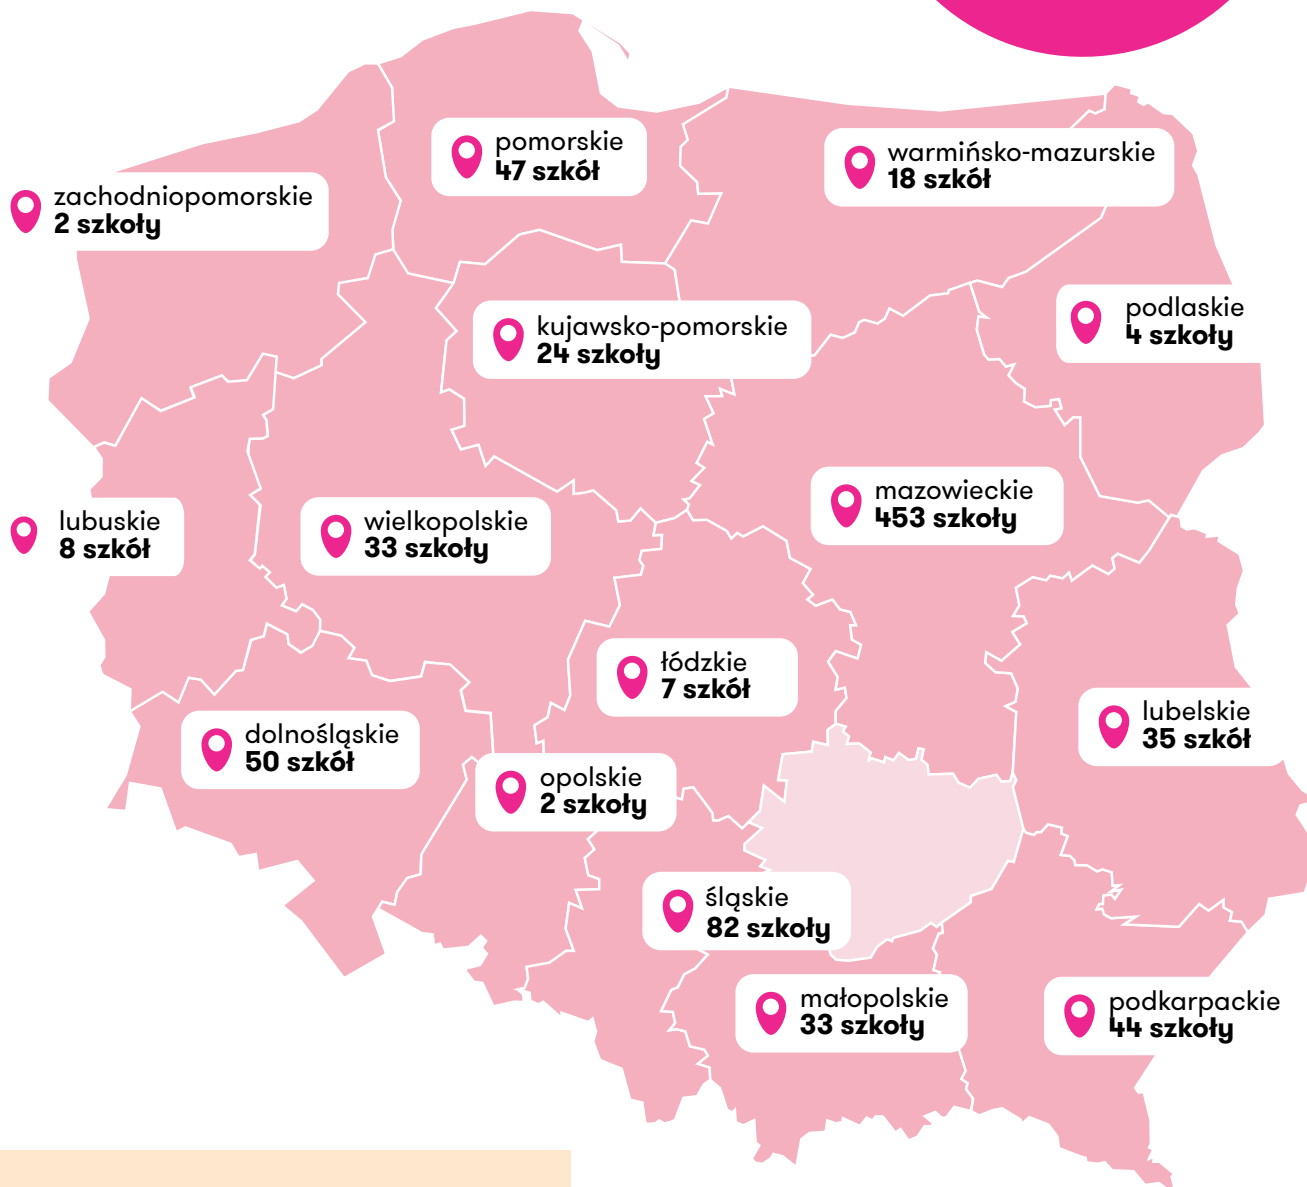 pomorskie
47 szkół
warmińsko-mazurskie
18 szkół
zachodniopomorskie
2 szkoły
podlaskie
4 szkoły
kujawsko-pomorskie
24 szkoły
mazowieckie
453 szkoły
lubuskie
8 szkół
wielkopolskie
33 szkoły
łódzkie
7 szkół
lubelskie
35 szkół
dolnośląskie
50 szkół
opolskie
2 szkoły
śląskie
82 szkoły
małopolskie
33 szkoły
podkarpackie
44 szkoły